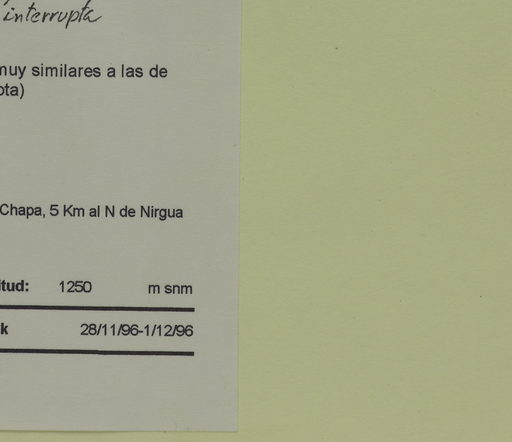 interrupta
muy similares a las de
ota)
Chapa, 5 Km al N de Nirgua
itud: 1250 m snm
k 28/11/96-1/12/96